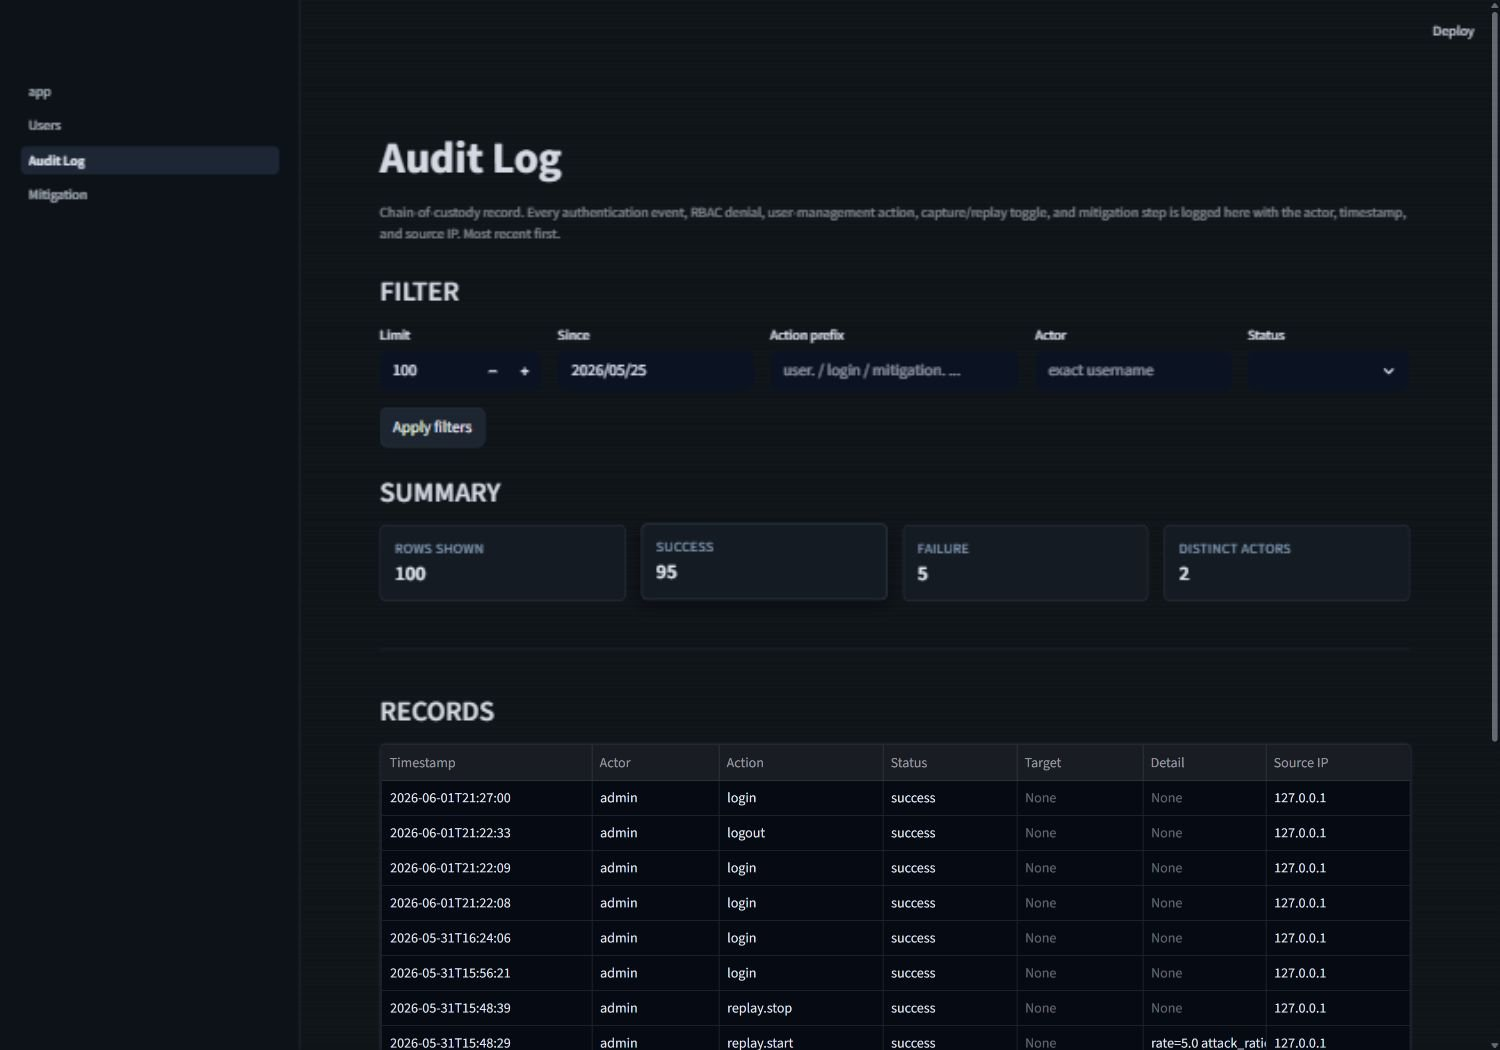 Deploy
app
Users
Audit Log
Mitigation
Audit Log
Chain-of-custody record. Every authentication event, RBAC denial, user-management action, capture/replay toggle, and mitigation step is logged here with the actor, timestamp,
and source IP. Most recent first.
FILTER
Limit Since Action prefix Actor Status
100 − + 2026/05/25 user. / login / mitigation. ... exact username
Apply filters
SUMMARY
ROWS SHOWN SUCCESS FAILURE DISTINCT ACTORS
100 95 5 2
RECORDS
Timestamp Actor Action Status Target Detail Source IP
2026-06-01T21:27:00 admin login success None None 127.0.0.1
2026-06-01T21:22:33 admin logout success None None 127.0.0.1
2026-06-01T21:22:09 admin login success None None 127.0.0.1
2026-06-01T21:22:08 admin login success None None 127.0.0.1
2026-05-31T16:24:06 admin login success None None 127.0.0.1
2026-05-31T15:56:21 admin login success None None 127.0.0.1
2026-05-31T15:48:39 admin replay.stop success None None 127.0.0.1
2026-05-31T15:48:29 admin replay.start success None rate=5.0 attack_ratio 127.0.0.1